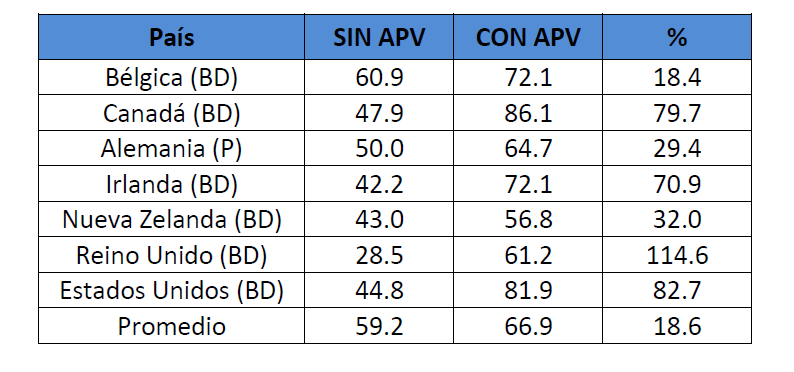 País SIN APV CON APV %
Bélgica (BD) 60.9 72.1 18.4
Canadá (BD) 47.9 86.1 79.7
Alemania (P) 50.0 64.7 29.4
Irlanda (BD) 42.2 72.1 70.9
Nueva Zelanda (BD) 43.0 56.8 32.0
Reino Unido (BD) 28.5 61.2 114.6
Estados Unidos (BD) 44.8 81.9 82.7
Promedio 59.2 66.9 18.6